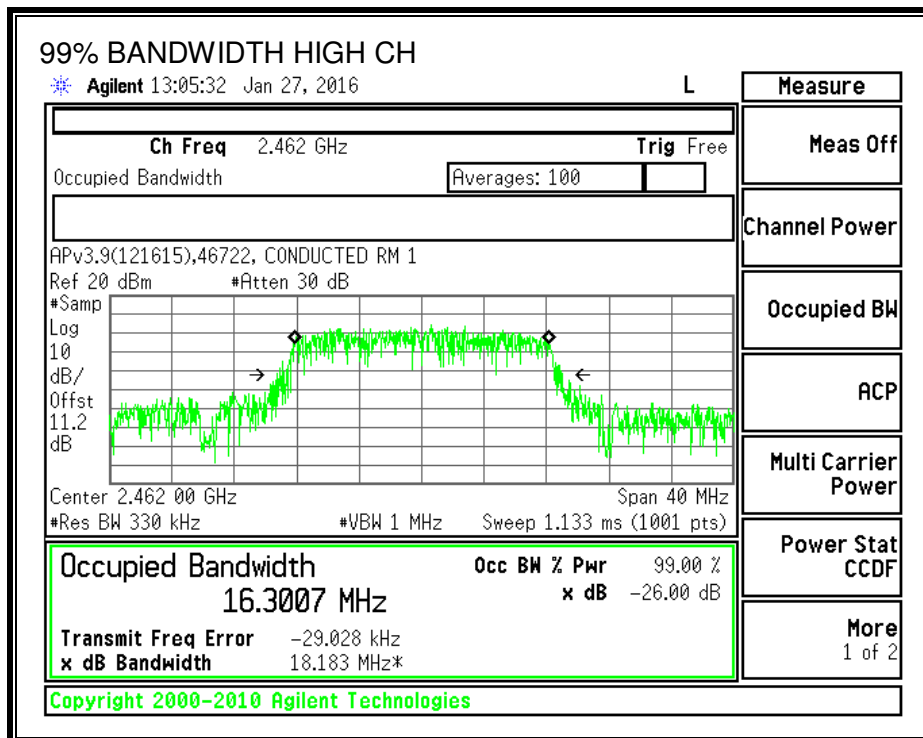 99% BANDWIDTH HIGH CH
Agilent 13:05:32 Jan 27, 2016 L
Measure
Ch Freq 2.462 GHz Trig Free
Meas Off
Occupied Bandwidth Averages: 100
Channel Power
APv3.9(121615),46722, CONDUCTED RM 1
Ref 20 dBm #Atten 30 dB
#Samp
Log
10
dB/
Offst
11.2
dB
Occupied BW
ACP
Multi Carrier
Power
Center 2.462 00 GHz Span 40 MHz
#Res BW 330 kHz #VBW 1 MHz Sweep 1.133 ms (1001 pts)
Occupied Bandwidth Occ BW % Pwr 99.00 %
16.3007 MHz x dB -26.00 dB
Transmit Freq Error -29.028 kHz
x dB Bandwidth 18.183 MHz*
Power Stat
CCDF
More
1 of 2
Copyright 2000-2010 Agilent Technologies